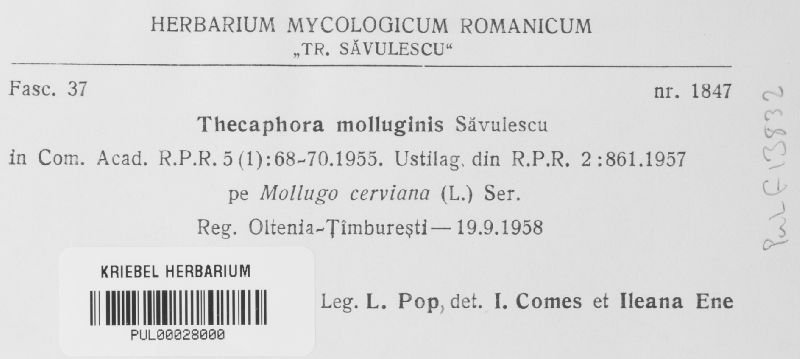 HERBARIUM MYCOLOGICUM ROMANICUM
„TR. SĂVULESCU“
Fasc. 37 nr. 1847
Thecaphora molluginis Săvulescu
in Com. Acad. R.P.R. 5 (1):68-70.1955. Ustilag. din R.P.R. 2:861.1957
pe Mollugo cerviana (L.) Ser.
Reg. Oltenia-Țîmburești — 19.9.1958
Leg. L. Pop, det. I. Comes et Ileana Ene
KRIEBEL HERBARIUM
PUL00028000
PUL F13832